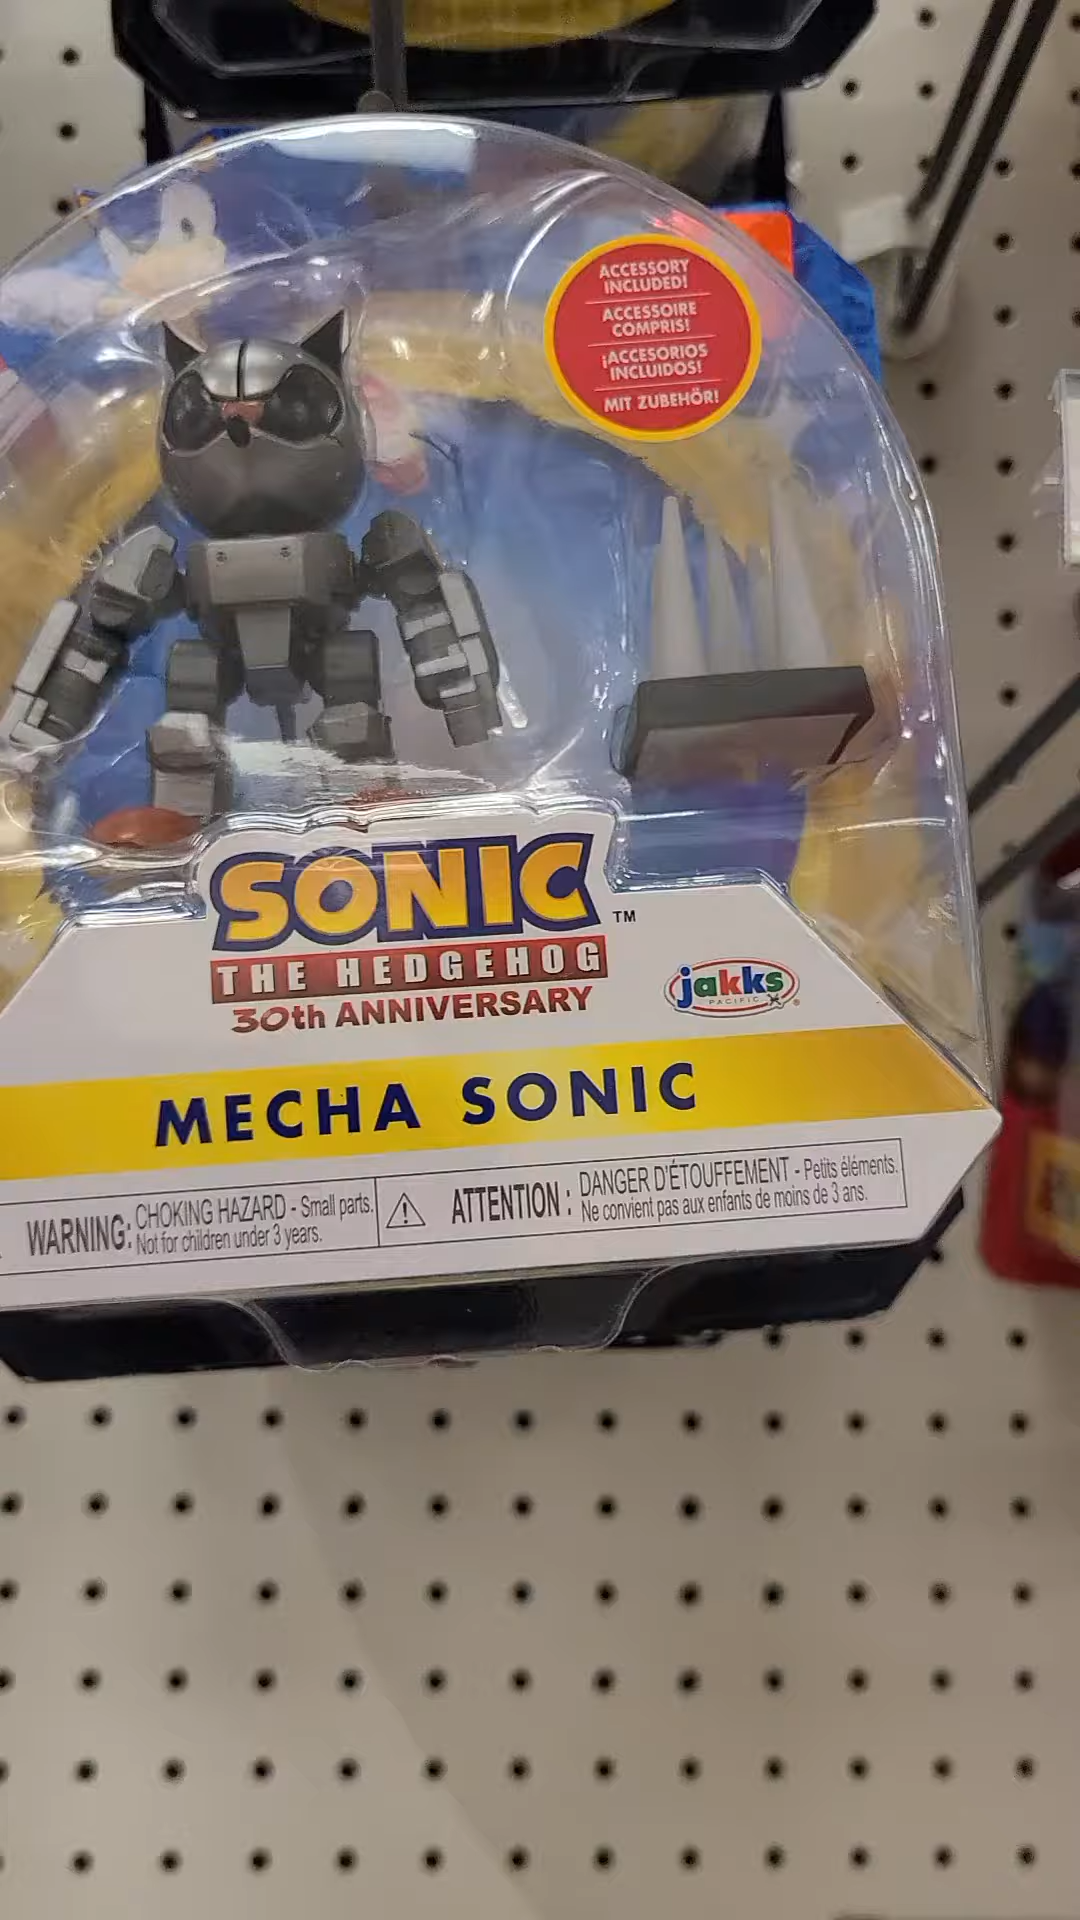 ACCESSORY
INCLUDED!
ACCESSOIRE
COMPRIS!
¡ACCESORIOS
INCLUIDOS!
MIT ZUBEHÖR!
SONIC ™
THE HEDGEHOG
30th ANNIVERSARY
jakks
PACIFIC ®
MECHA SONIC
WARNING: CHOKING HAZARD - Small parts.
Not for children under 3 years.
ATTENTION : DANGER D'ÉTOUFFEMENT - Petits éléments.
Ne convient pas aux enfants de moins de 3 ans.